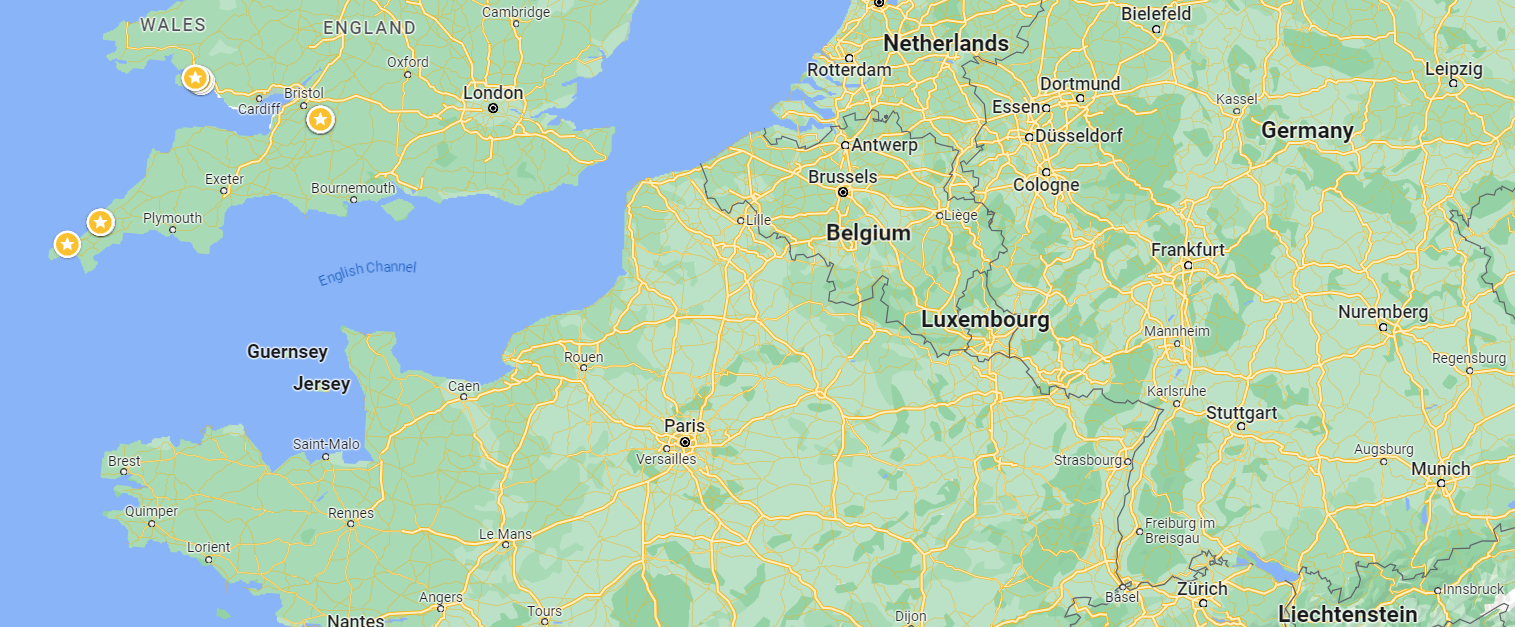 WALES
ENGLAND
Cambridge
Bielefeld
Netherlands
Oxford
Rotterdam
Leipzig
London
Bristol
Cardiff
Dortmund
Essen
Kassel
Germany
Düsseldorf
Antwerp
Brussels
Cologne
Exeter
Bournemouth
Plymouth
Lille
Liège
Belgium
Frankfurt
English Channel
Luxembourg
Nuremberg
Mannheim
Guernsey
Rouen
Regensburg
Jersey
Caen
Karlsruhe
Stuttgart
Paris
Saint-Malo
Versailles
Brest
Strasbourg
Augsburg
Munich
Quimper
Rennes
Le Mans
Freiburg im
Breisgau
Lorient
Angers
Tours
Basel
Zürich
Innsbruck
Nantes
Dijon
Liechtenstein